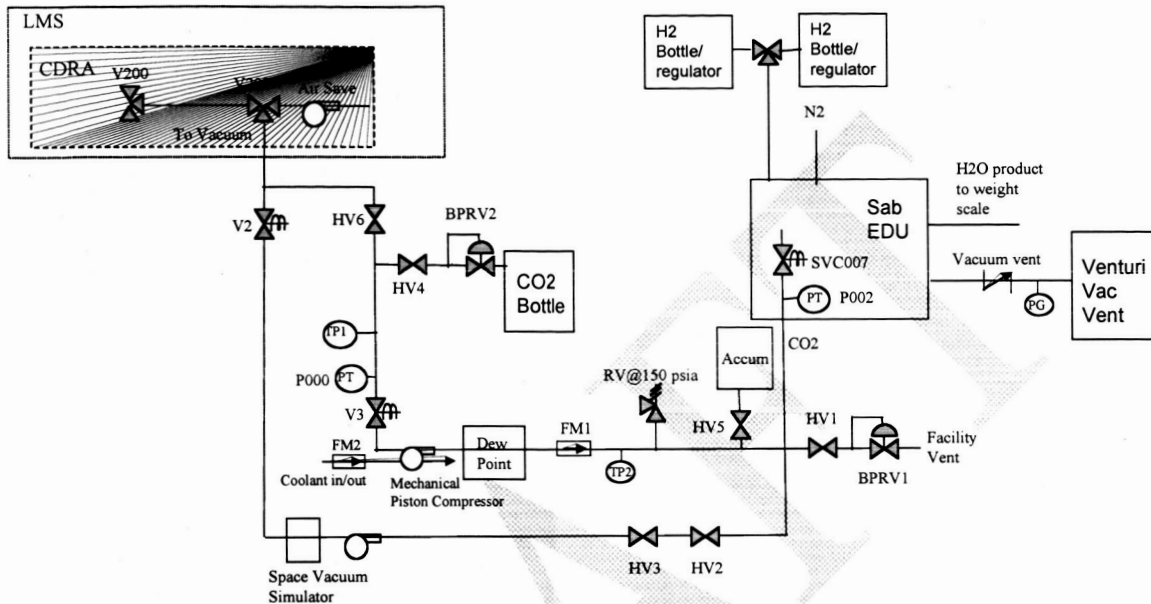 LMS
CDRA
V200
Air Save
To Vacuum
H2
Bottle/
regulator
H2
Bottle/
regulator
N2
Sab
EDU
H2O product
to weight
scale
SVC007
PT
P002
Vacuum vent
PG
Venturi
Vac
Vent
V2
HV6
BPRV2
HV4
CO2
Bottle
TP1
P000
PT
V3
CO2
Accum
RV@150 psia
HV5
HV1
Facility
Vent
BPRV1
FM2
Coolant in/out
Mechanical
Piston Compressor
Dew
Point
FM1
TP2
Space Vacuum
Simulator
HV3
HV2